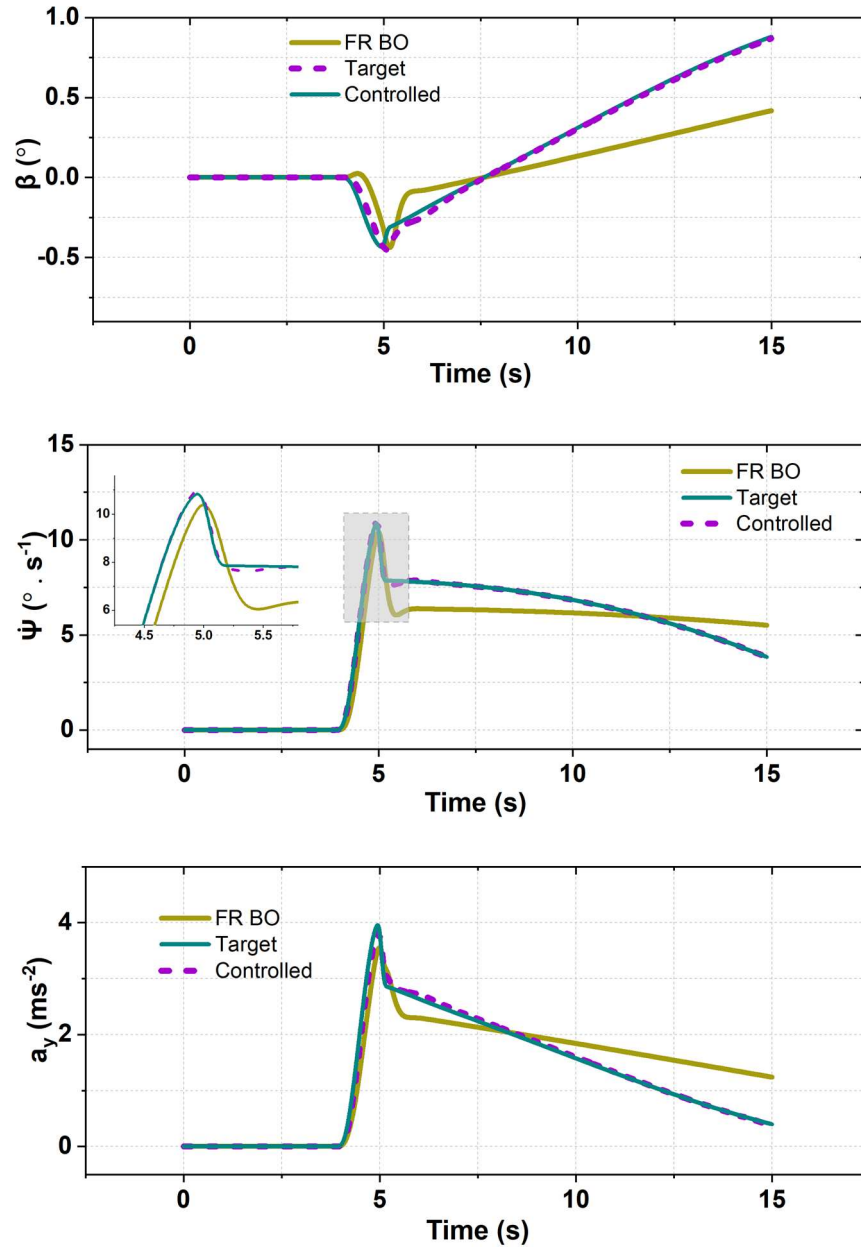 1.0
FR BO
Target
Controlled
0.5
0.0
-0.5
β (°)
0 5 10 15
Time (s)
15
FR BO
Target
Controlled
10
5
0
Ψ̇ (° . s⁻¹)
10
8
6
4.5 5.0 5.5
0 5 10 15
Time (s)
4
FR BO
Target
Controlled
2
0
a_y (ms⁻²)
0 5 10 15
Time (s)